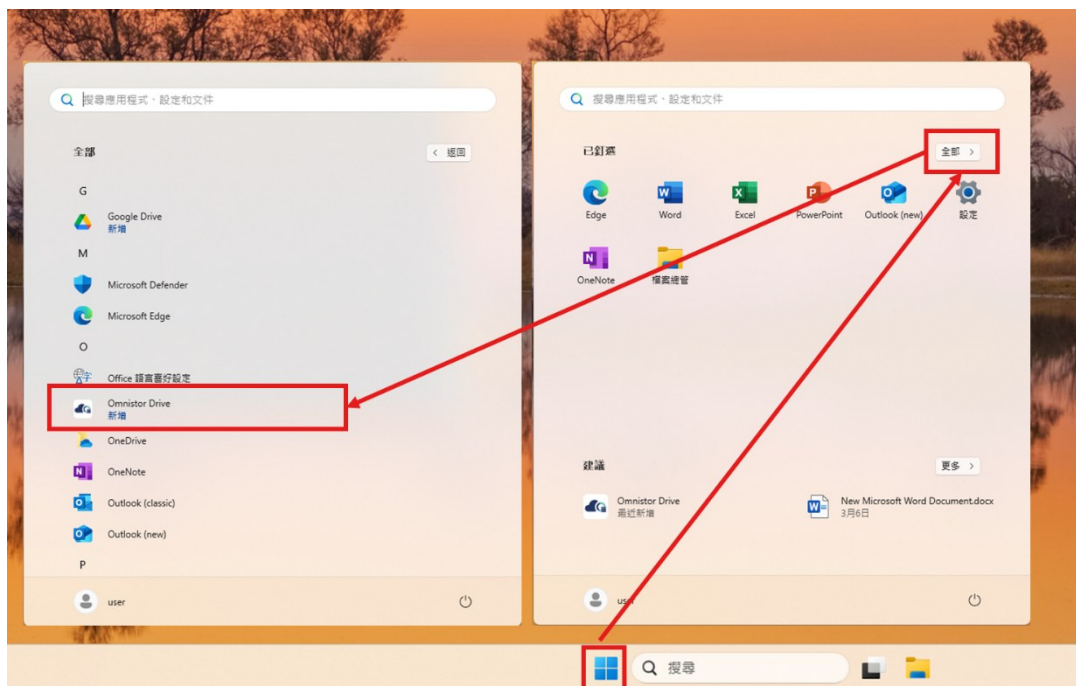 搜尋應用程式、設定和文件
全部
返回
G
Google Drive
新增
M
Microsoft Defender
Microsoft Edge
O
Office 語言喜好設定
Omnistor Drive
新增
OneDrive
OneNote
Outlook (classic)
Outlook (new)
P
user
搜尋應用程式、設定和文件
已釘選
全部
Edge
Word
Excel
PowerPoint
Outlook (new)
設定
OneNote
檔案總管
建議
更多
Omnistor Drive
最近新增
New Microsoft Word Document.docx
3月6日
user
搜尋